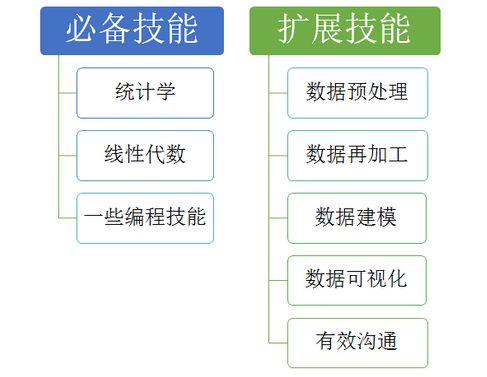 必备技能
统计学
线性代数
一些编程技能
扩展技能
数据预处理
数据再加工
数据建模
数据可视化
有效沟通